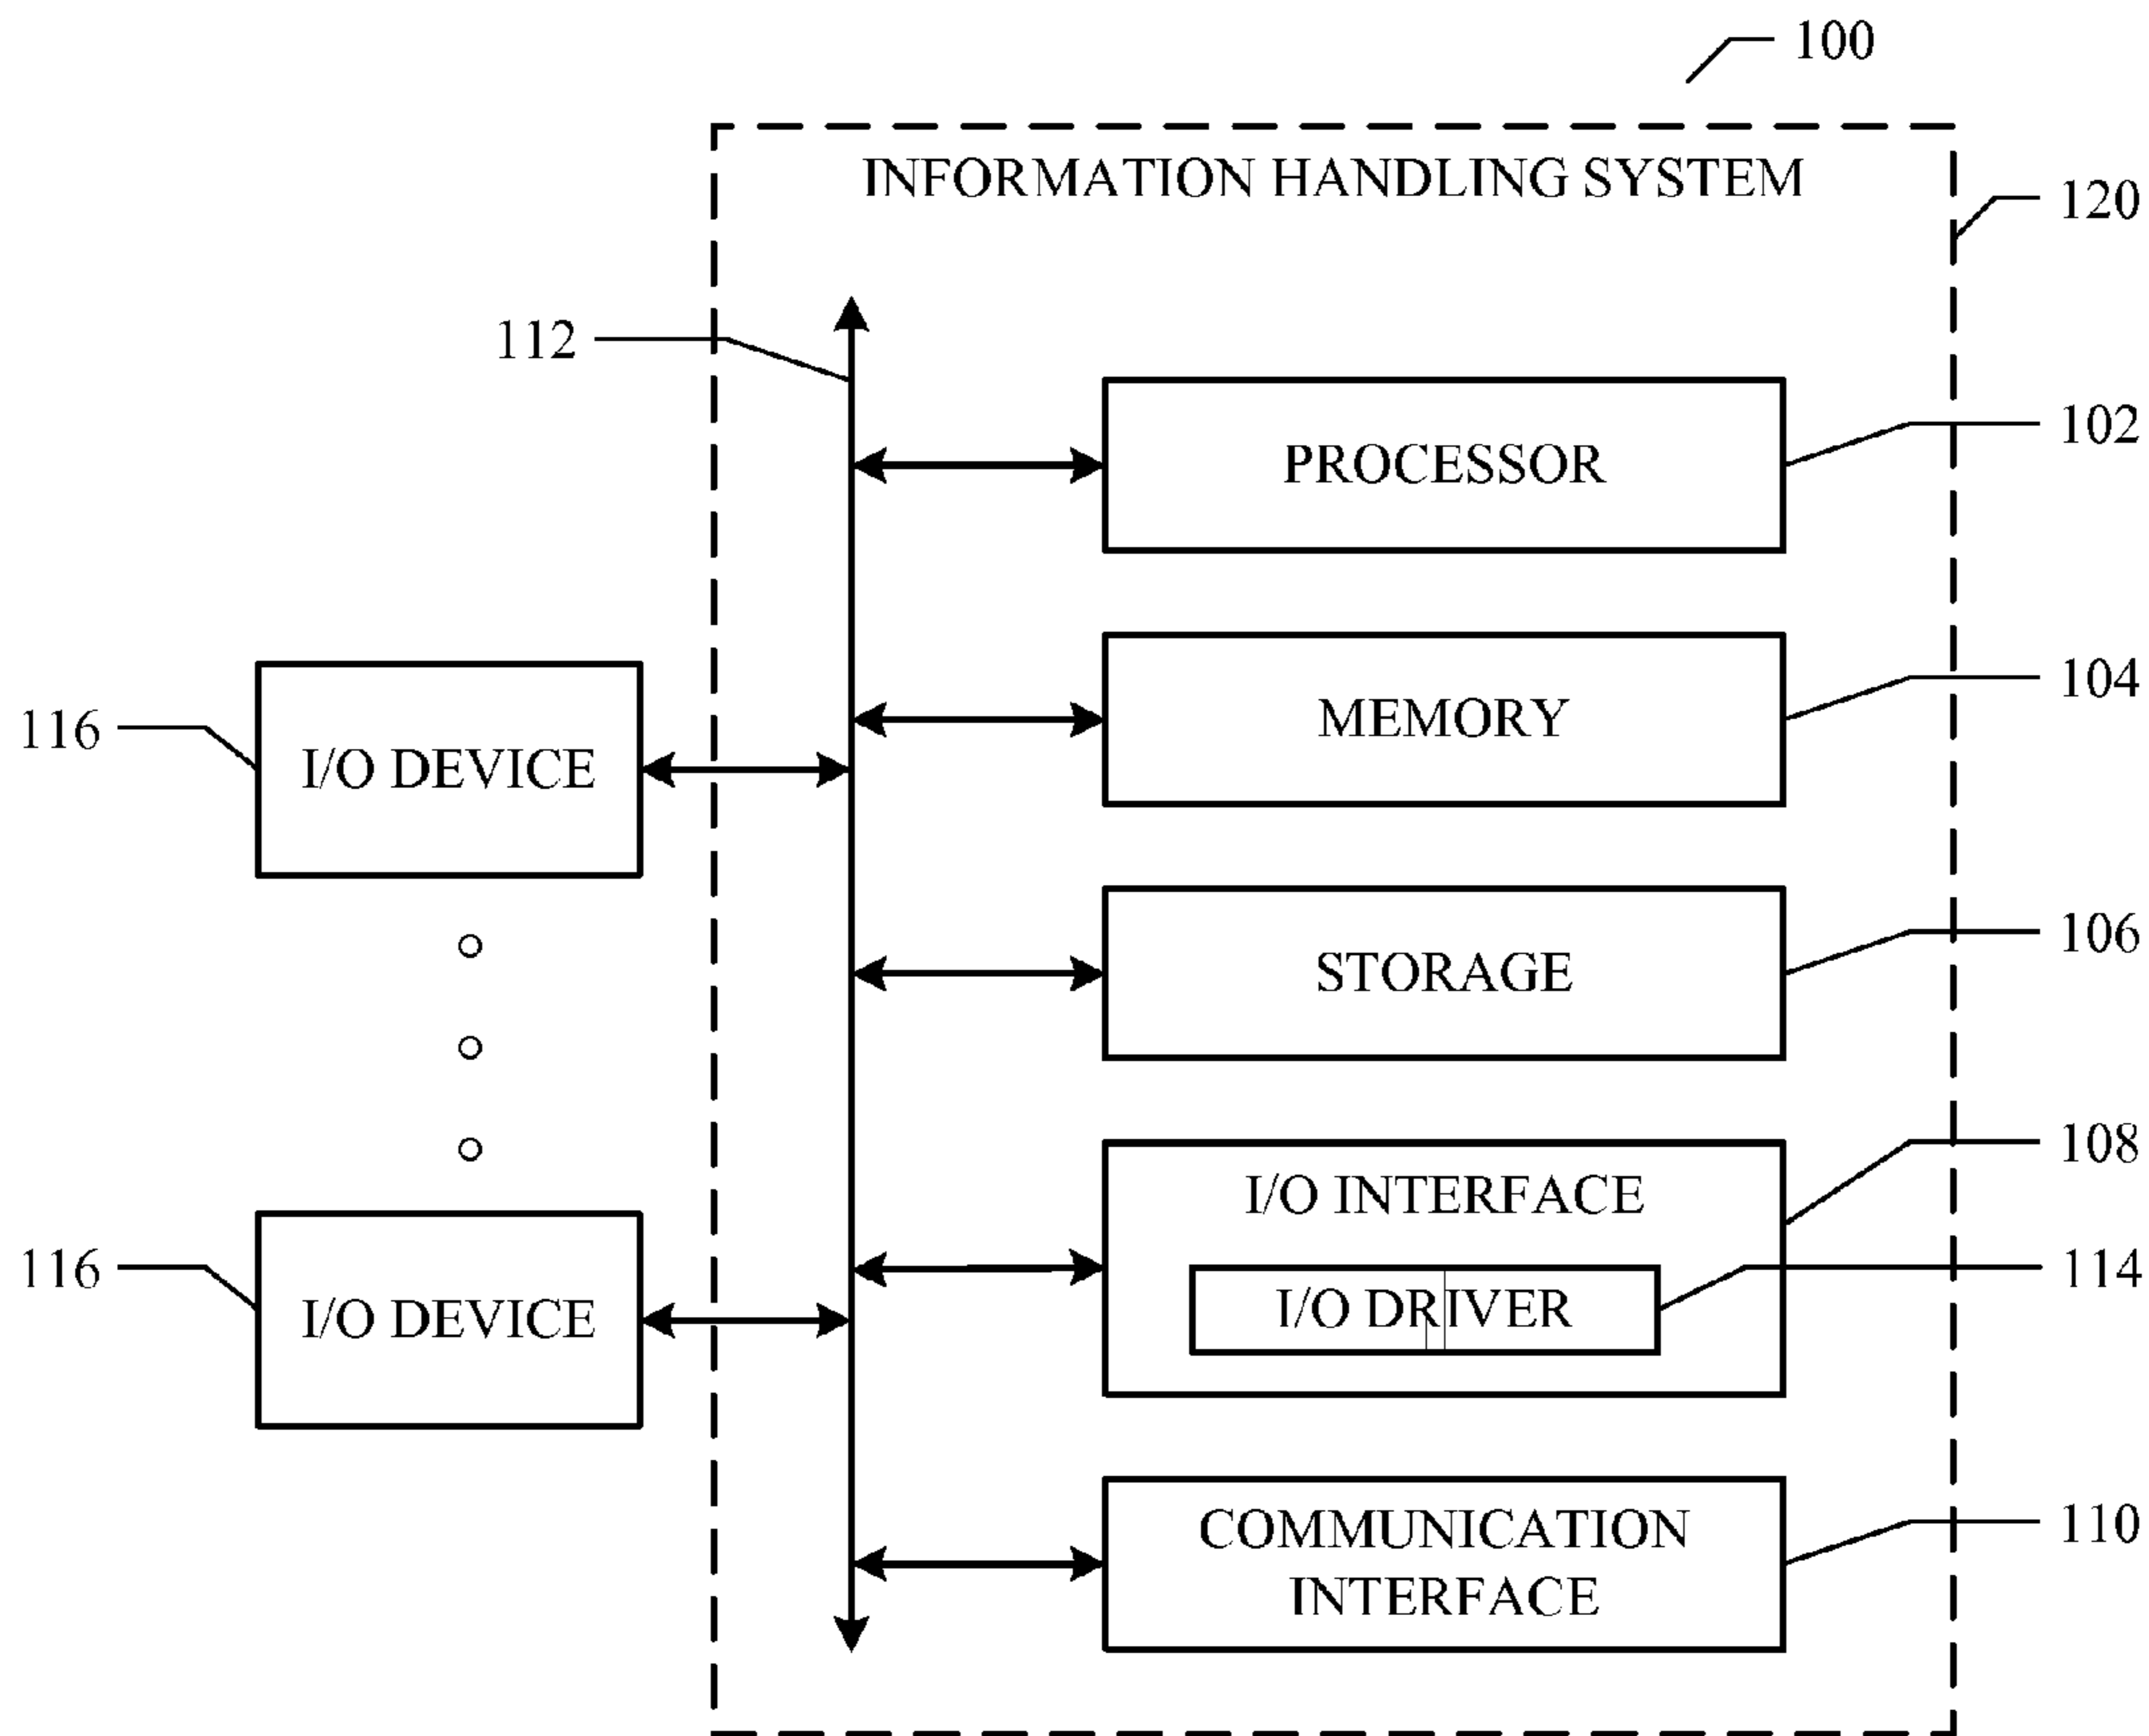 100
INFORMATION HANDLING SYSTEM
120
112
PROCESSOR
102
MEMORY
104
116
I/O DEVICE
STORAGE
106
I/O INTERFACE
108
I/O DRIVER
114
116
I/O DEVICE
COMMUNICATION
INTERFACE
110